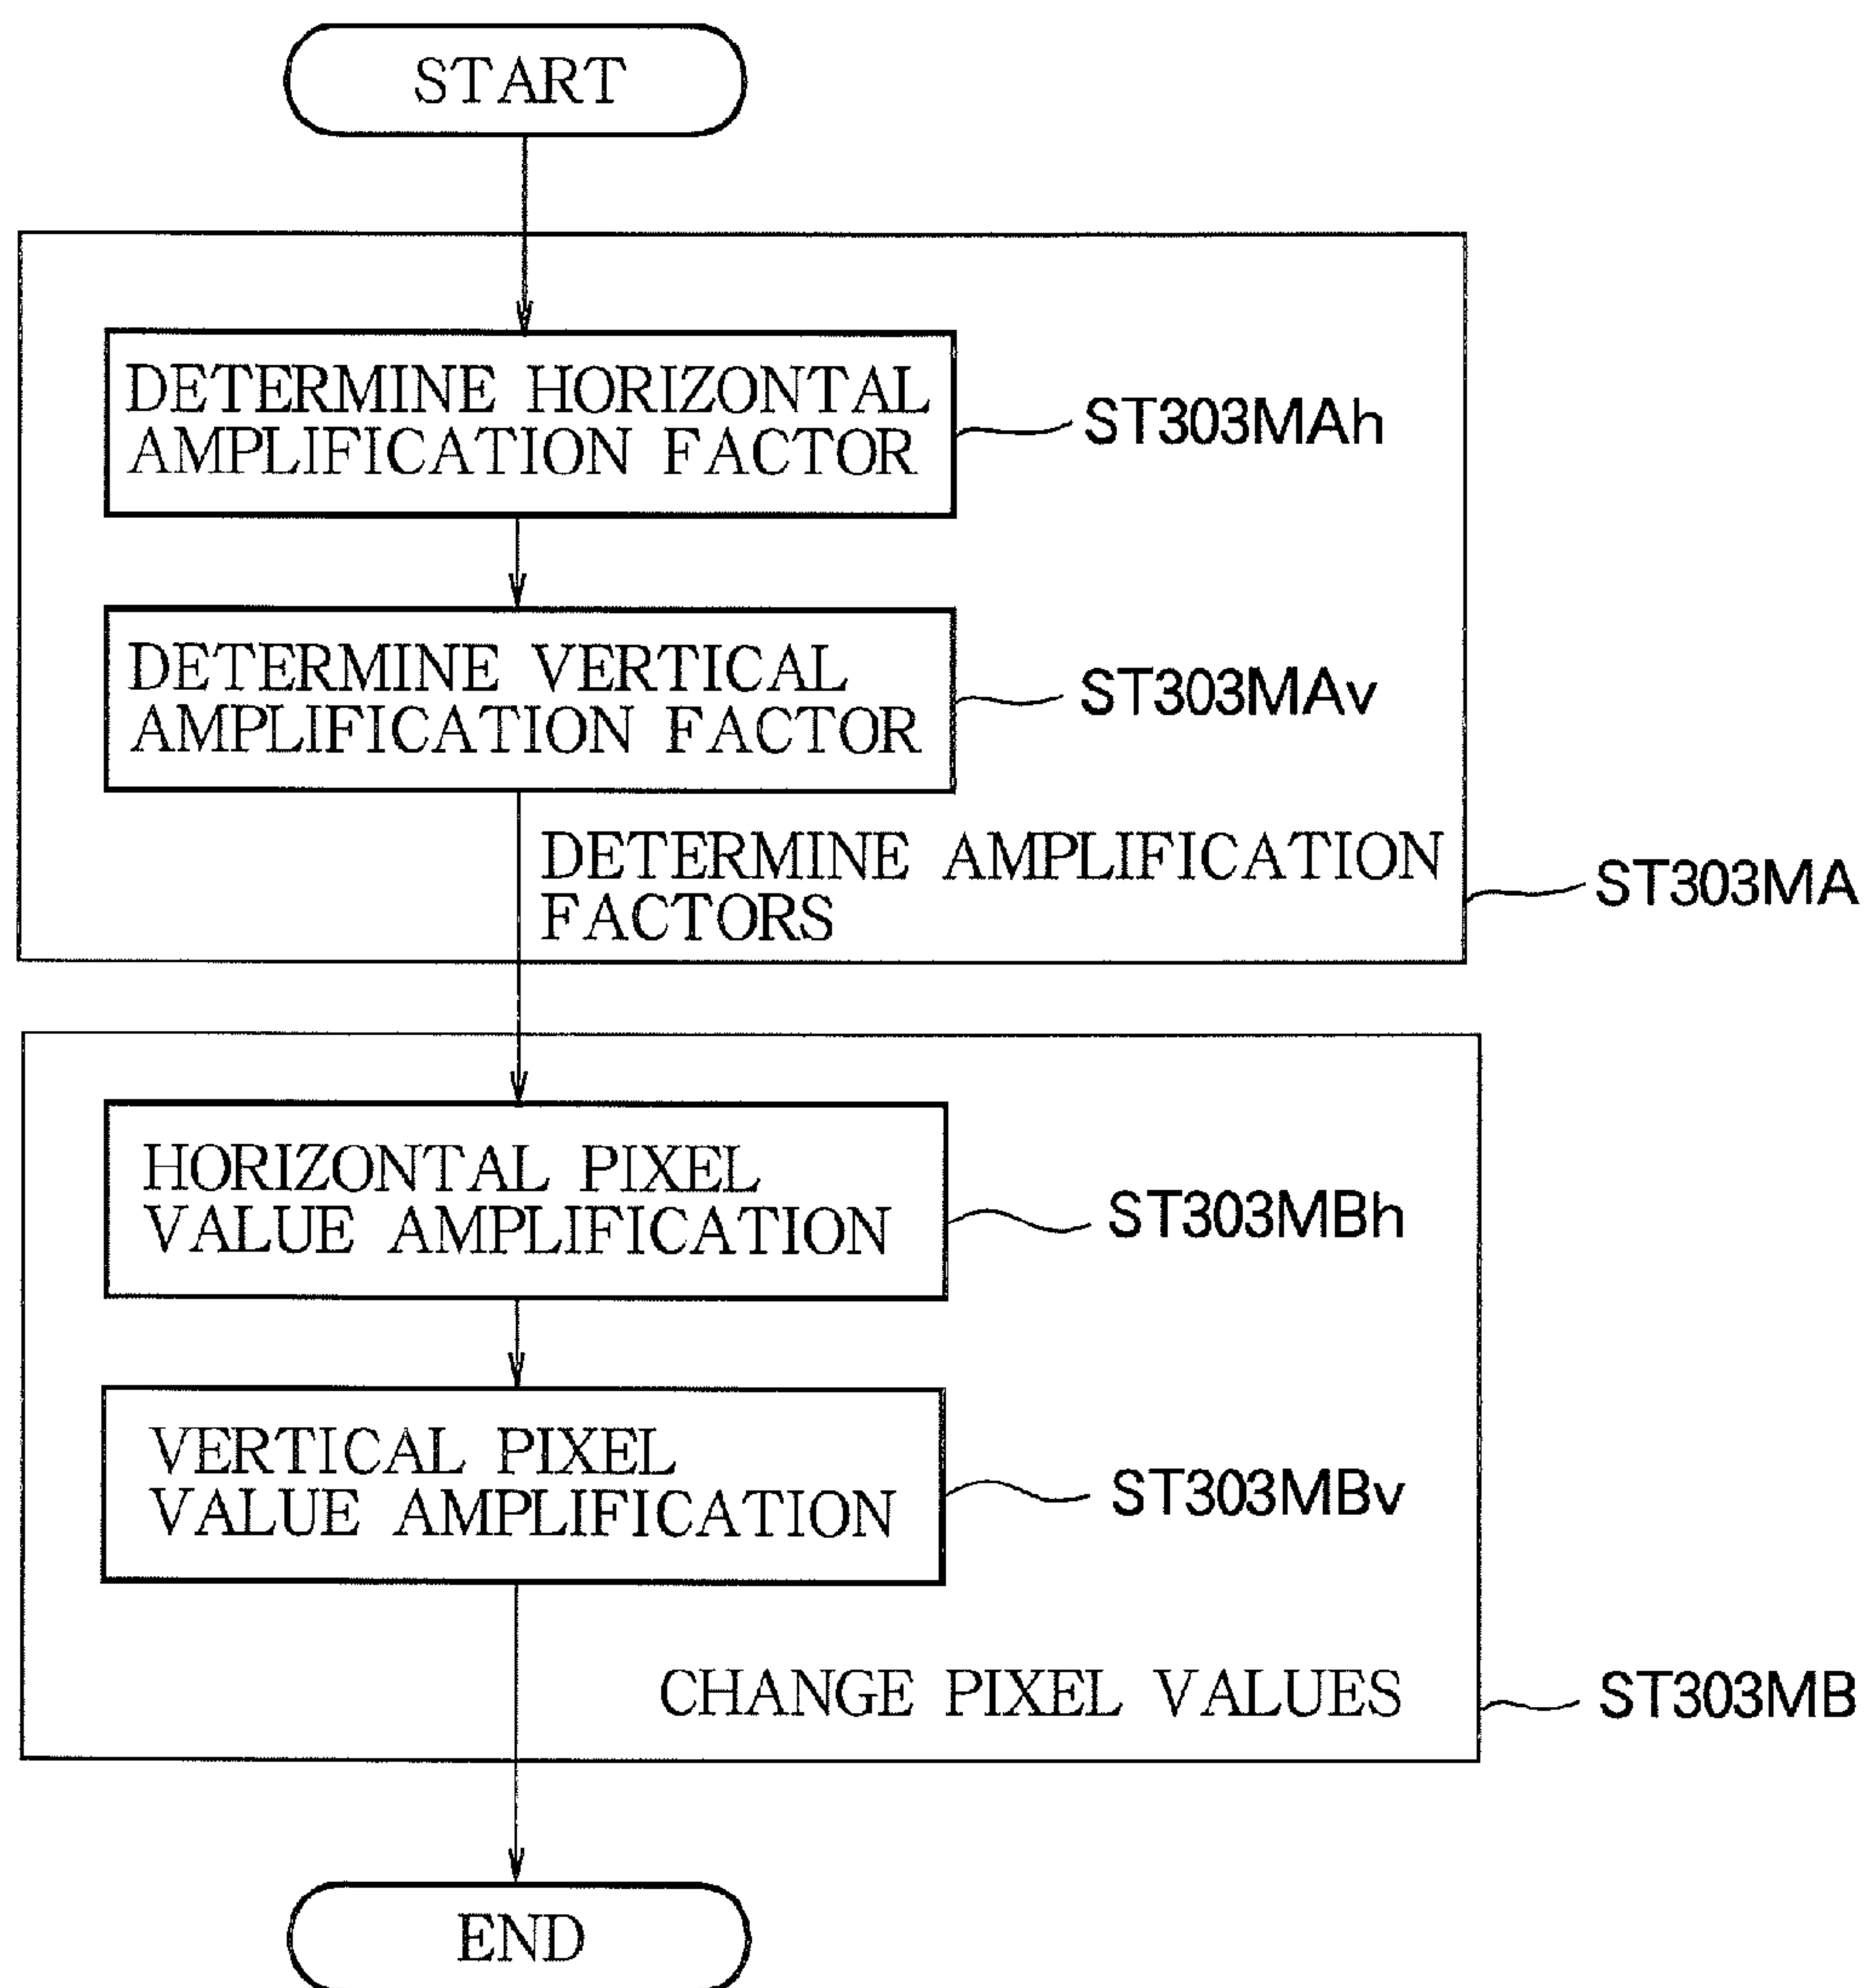 START
DETERMINE HORIZONTAL
AMPLIFICATION FACTOR
ST303MAh
DETERMINE VERTICAL
AMPLIFICATION FACTOR
ST303MAv
DETERMINE AMPLIFICATION
FACTORS
ST303MA
HORIZONTAL PIXEL
VALUE AMPLIFICATION
ST303MBh
VERTICAL PIXEL
VALUE AMPLIFICATION
ST303MBv
CHANGE PIXEL VALUES
ST303MB
END